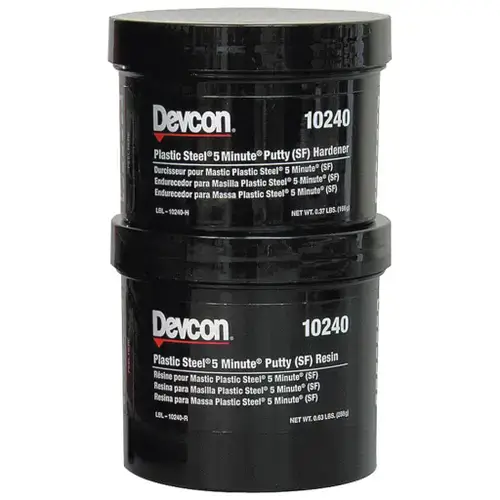 Devcon
10240
Plastic Steel® 5 Minute® Putty (SF) Hardener
Durcisseur pour Mastic Plastic Steel® 5 Minute® (SF)
Endurecedor para Masilla Plastic Steel® 5 Minute® (SF)
Endurecedor para Massa Plastic Steel® 5 Minute® (SF)
LBL-10240-H
NET WT. 0.37 LBS. (168g)
Devcon
10240
Plastic Steel® 5 Minute® Putty (SF) Resin
Résine pour Mastic Plastic Steel® 5 Minute® (SF)
Resina para Masilla Plastic Steel® 5 Minute® (SF)
Resina para Massa Plastic Steel® 5 Minute® (SF)
LBL-10240-R
NET WT. 0.63 LBS.